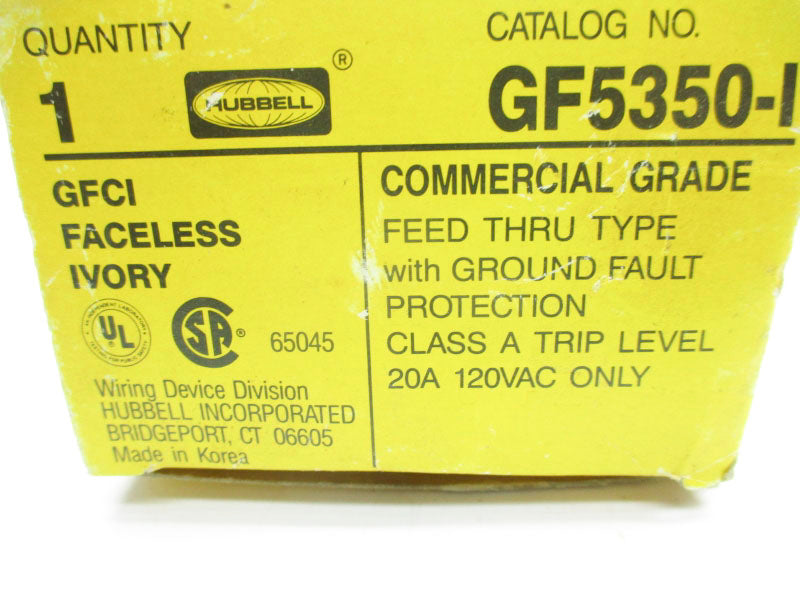 QUANTITY
CATALOG NO.
1
HUBBELL
®
GF5350-I
GFCI
FACELESS
IVORY
COMMERCIAL GRADE
FEED THRU TYPE
with GROUND FAULT
PROTECTION
CLASS A TRIP LEVEL
20A 120VAC ONLY
UL
®
CSA
®
65045
Wiring Device Division
HUBBELL INCORPORATED
BRIDGEPORT, CT 06605
Made in Korea